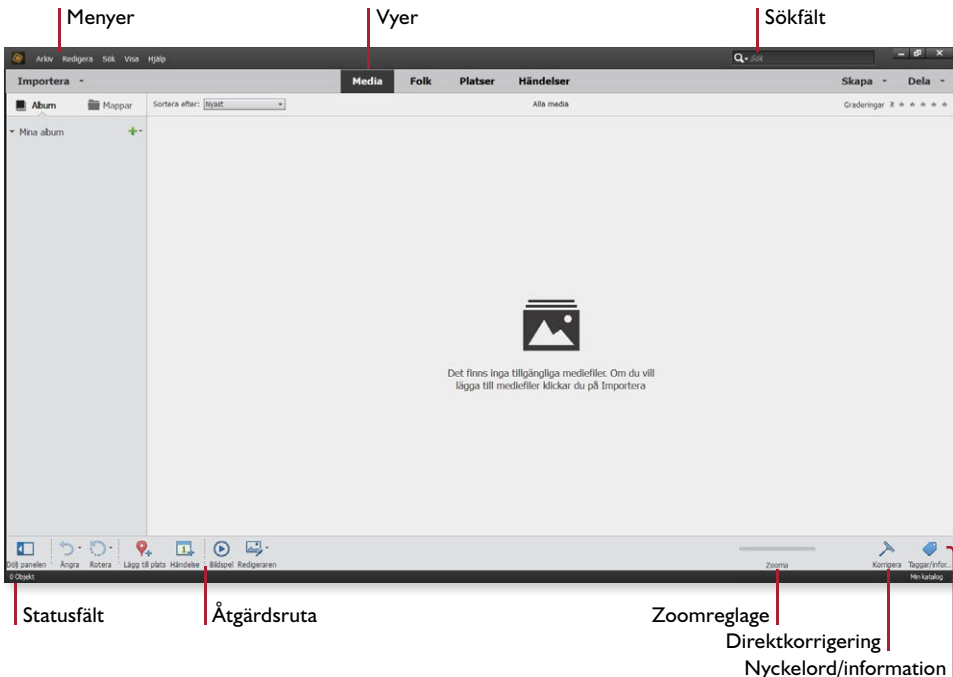 Menyer Vyer Sökfält
Arkiv Redigera Sök Visa Hjälp Sök
Importera Media Folk Platser Händelser Skapa Dela
Album Mappar Sortera efter: Nyast Alla media Graderingar ≥
Mina album
Det finns inga tillgängliga mediefiler. Om du vill
lägga till mediefiler klickar du på Importera
Dölj panelen Ångra Rotera Lägg till plats Händelse Bildspel Redigeraren Zooma Korrigera Taggar/infor...
0 Objekt Min katalog
Statusfält Åtgärdsruta Zoomreglage
Direktkorrigering
Nyckelord/information